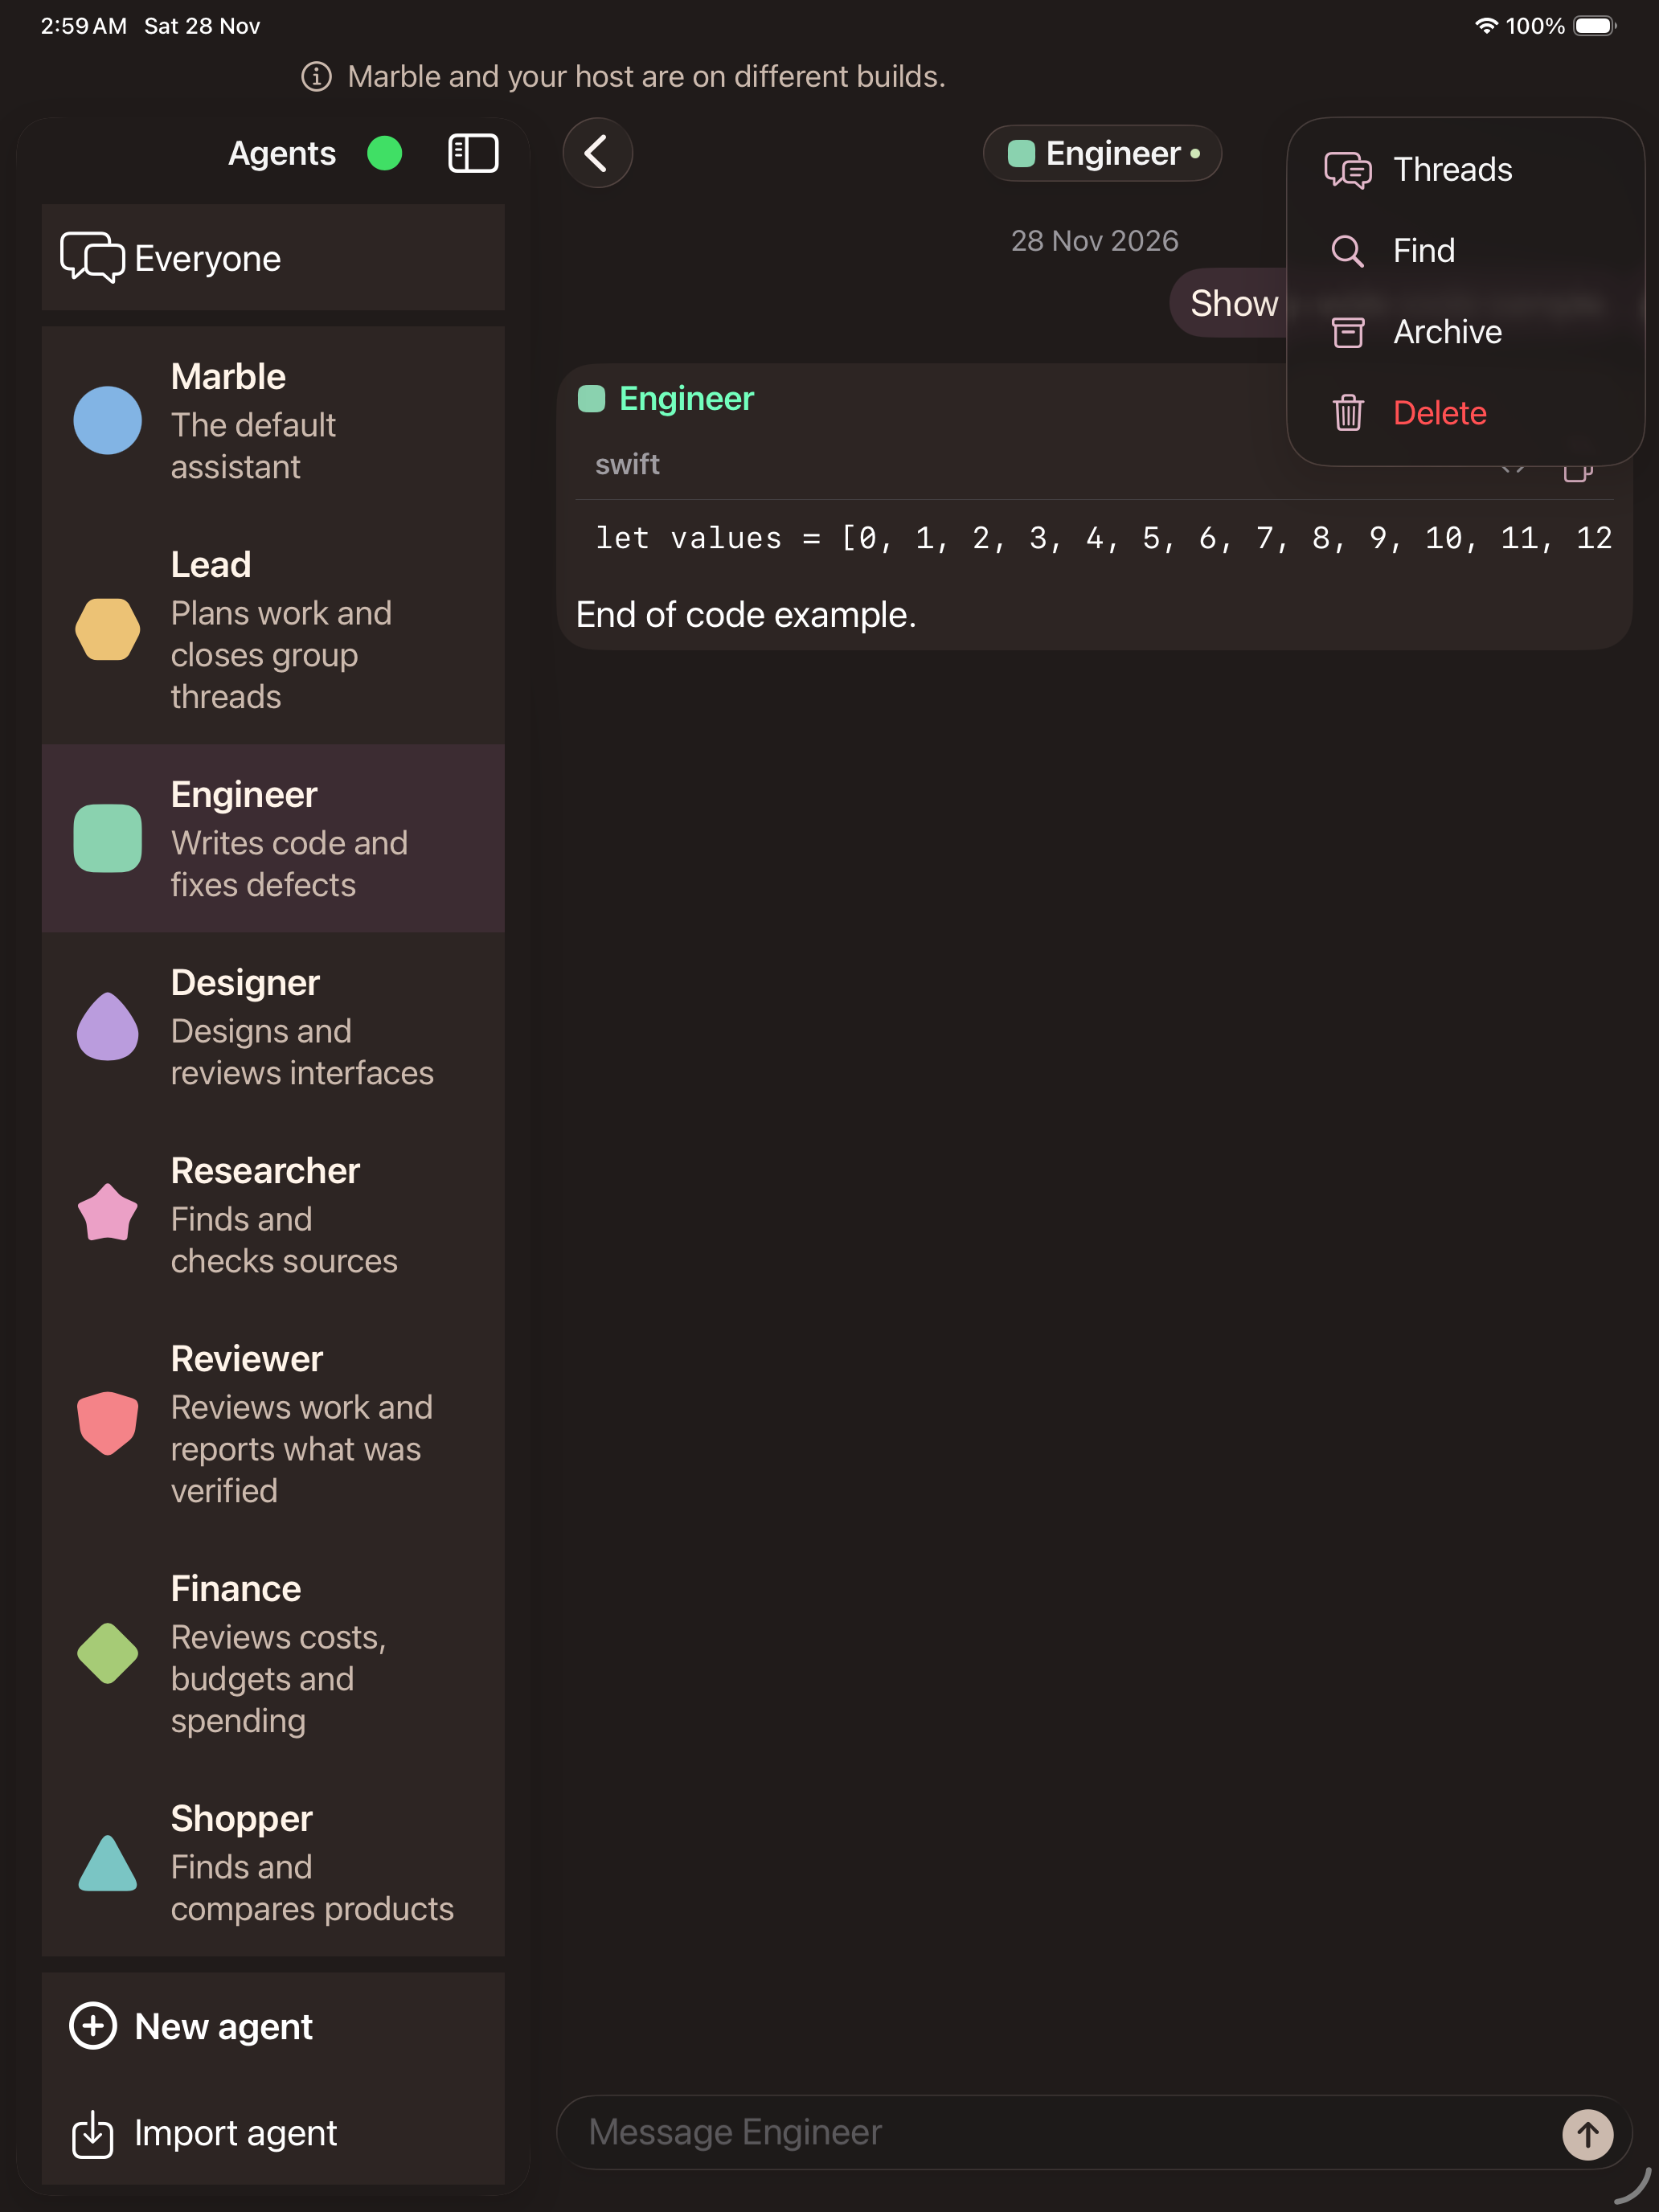 2:59 AM Sat 28 Nov
100%
Marble and your host are on different builds.
Agents
Everyone
Marble
The default
assistant
Lead
Plans work and
closes group
threads
Engineer
Writes code and
fixes defects
Designer
Designs and
reviews interfaces
Researcher
Finds and
checks sources
Reviewer
Reviews work and
reports what was
verified
Finance
Reviews costs,
budgets and
spending
Shopper
Finds and
compares products
New agent
Import agent
Engineer
28 Nov 2026
Show
Threads
Find
Archive
Delete
Engineer
swift
let values = [0, 1, 2, 3, 4, 5, 6, 7, 8, 9, 10, 11, 12
End of code example.
Message Engineer